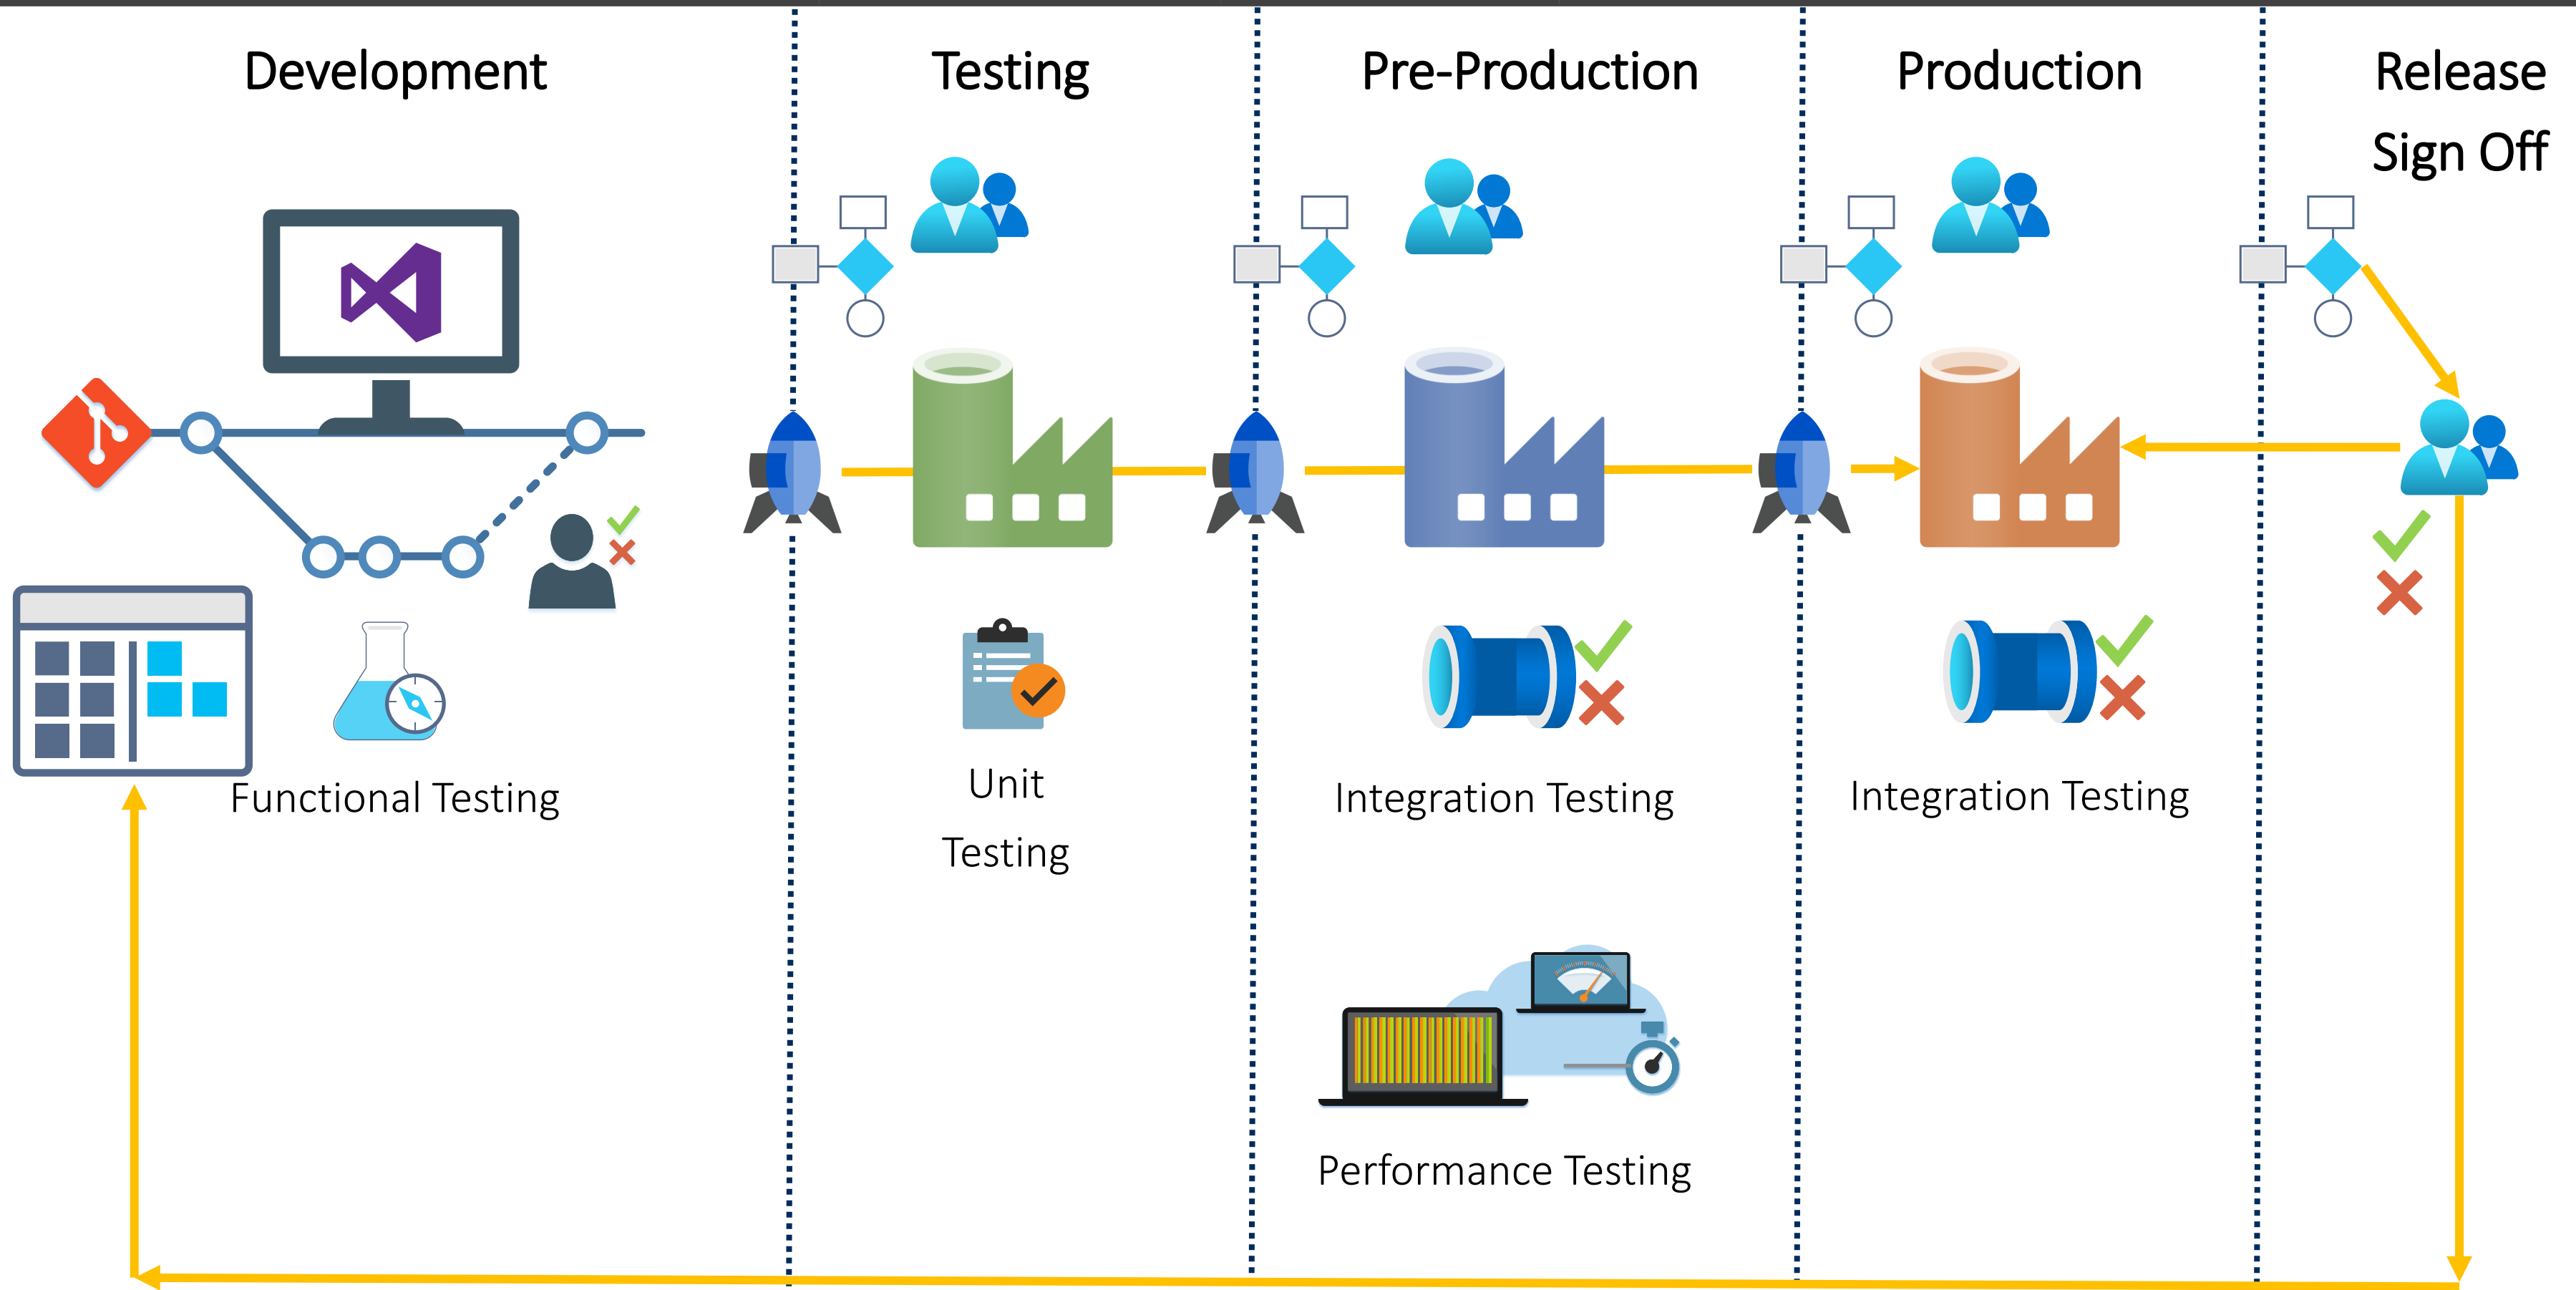 Development
Testing
Pre-Production
Production
Release
Sign Off
Functional Testing
Unit
Testing
Integration Testing
Integration Testing
Performance Testing